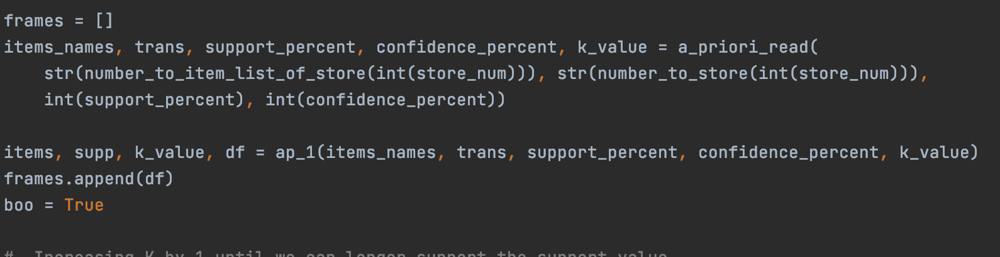 frames = []
items_names, trans, support_percent, confidence_percent, k_value = a_priori_read(
str(number_to_item_list_of_store(int(store_num))), str(number_to_store(int(store_num))),
int(support_percent), int(confidence_percent))
items, supp, k_value, df = ap_1(items_names, trans, support_percent, confidence_percent, k_value)
frames.append(df)
boo = True
# Increasing K by 1 until we can longer support the support value